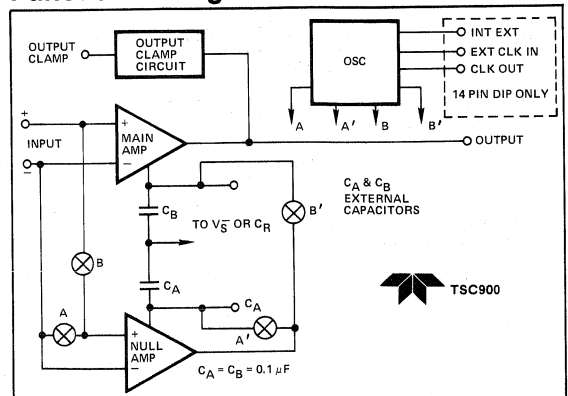 OUTPUT
CLAMP
OUTPUT
CLAMP
CIRCUIT
OSC
INT EXT
EXT CLK IN
CLK OUT
14 PIN DIP ONLY
A
A'
B
B'
+
INPUT
−
+
MAIN
AMP
−
OUTPUT
C_B
TO V_S^- OR C_R
B'
C_A & C_B
EXTERNAL
CAPACITORS
B
C_A
C_A
A
A'
+
NULL
AMP
−
C_A = C_B = 0.1 μF
TSC900